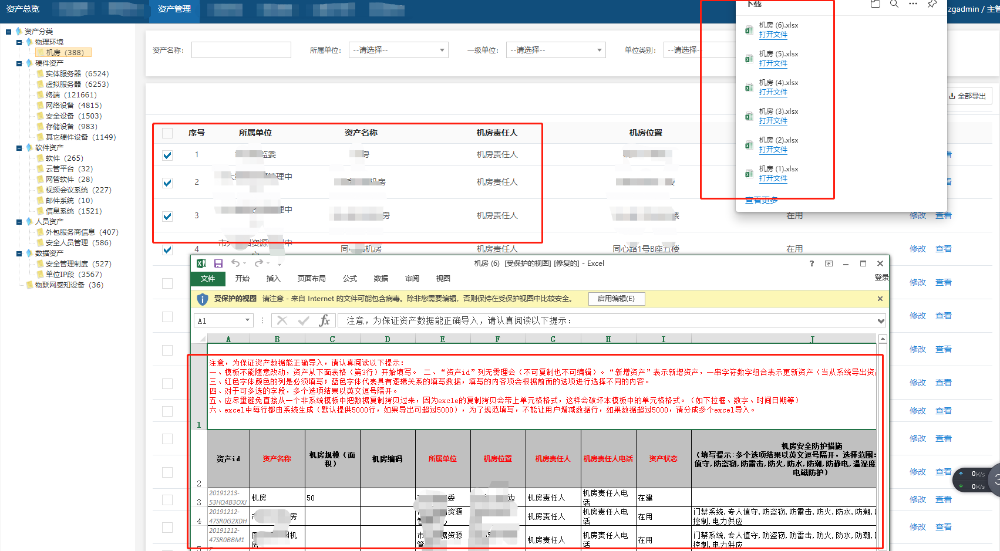 资产总览
资产管理
zgadmin / 主管
资产分类
物理环境
机房 (388)
硬件资产
实体服务器 (6524)
虚拟服务器 (6253)
终端 (121661)
网络设备 (4815)
安全设备 (1503)
存储设备 (983)
其它硬件设备 (1149)
软件资产
软件 (265)
云管平台 (32)
网管软件 (28)
视频会议系统 (227)
邮件系统 (10)
信息系统 (1521)
人员资产
外包服务商信息 (407)
安全人员管理 (586)
数据资产
安全管理制度 (527)
单位IP段 (3567)
物联网感知设备 (36)
资产名称：
所属单位： --请选择--
一级单位： --请选择--
单位类别： --请选择--
全部导出
下载
机房 (6).xlsx
打开文件
机房 (5).xlsx
打开文件
机房 (4).xlsx
打开文件
机房 (3).xlsx
打开文件
机房 (2).xlsx
打开文件
机房 (1).xlsx
打开文件
查看更多
序号 所属单位 资产名称 机房责任人 机房位置
1 监委 房 机房责任人 看
2 管理中 机房 机房责任人 看
3 管理中 房 机房责任人 楼 在用 修改 查看
4 资源 中心 机房 机房责任人 同心路1号B座五楼 在用 修改 查看
修改 查看
修改 查看
修改 查看
修改 查看
修改 查看
修改 查看
修改 查看
修改 查看
修改 查看
机房 (6) [受保护的视图] [修复的] - Excel
文件 开始 插入 页面布局 公式 数据 审阅 视图 登录
受保护的视图 请注意 - 来自 Internet 的文件可能包含病毒。除非您需要编辑，否则保持在受保护视图中比较安全。 启用编辑(E)
A1 fx 注意，为保证资产数据能正确导入，请认真阅读以下提示：
A B C D E F G H I J
1
注意，为保证资产数据能正确导入，请认真阅读以下提示：
一、模板不能随意改动，资产从下面表格（第3行）开始填写。 二、“资产id”列无需理会（不可复制也不可编辑）。“新增资产”表示新增资产，一串字符数字组合表示更新资产（当从系统导出资产
三、红色字体颜色的列是必须填写；蓝色字体代表具有逻辑关系的填写数据，填写的内容项会根据前面的选项进行选择不同的内容。
四、对于可多选的字段，多个选项结果以英文逗号隔开。
五、应尽量避免直接从一个非系统模板中把数据复制拷贝过来，因为excle的复制拷贝会带上单元格格式，这样会破坏本模板中的单元格格式。（如下拉框、数字、时间日期等）
六、excel中每行都由系统生成（默认提供5000行，如果导出可超过5000），为了规范填写，不能让用户增减数据行，如果数据超过5000，请分成多个excel导入。
2
资产id 资产名称 机房规模（面积） 机房编码 所属单位 机房位置 机房责任人 机房责任人电话 资产状态
机房安全防护措施
（填写提示:多个选项结果以英文逗号隔开，选择范围:
值守,防盗窃,防雷击,防火,防水,防潮,防静电,温湿度
电磁防护）
3 20191213-53HQ4B3OXJ 机房 50 委 边 机房责任人 机房责任人电话 在建
4 20191212-47SR0G2XDH 市 房 资源 管 机房责任人 机房责任人电话 在用 门禁系统,专人值守,防盗窃,防雷击,防火,防水,防潮,
控制,电力供应
5 20191212-47SR0BBM1 机房 市 据资源 管 机房责任人 机房责任人电话 在用 门禁系统,专人值守,防盗窃,防雷击,防火,防水,防潮,
控制,电力供应
0K/s
0K/s